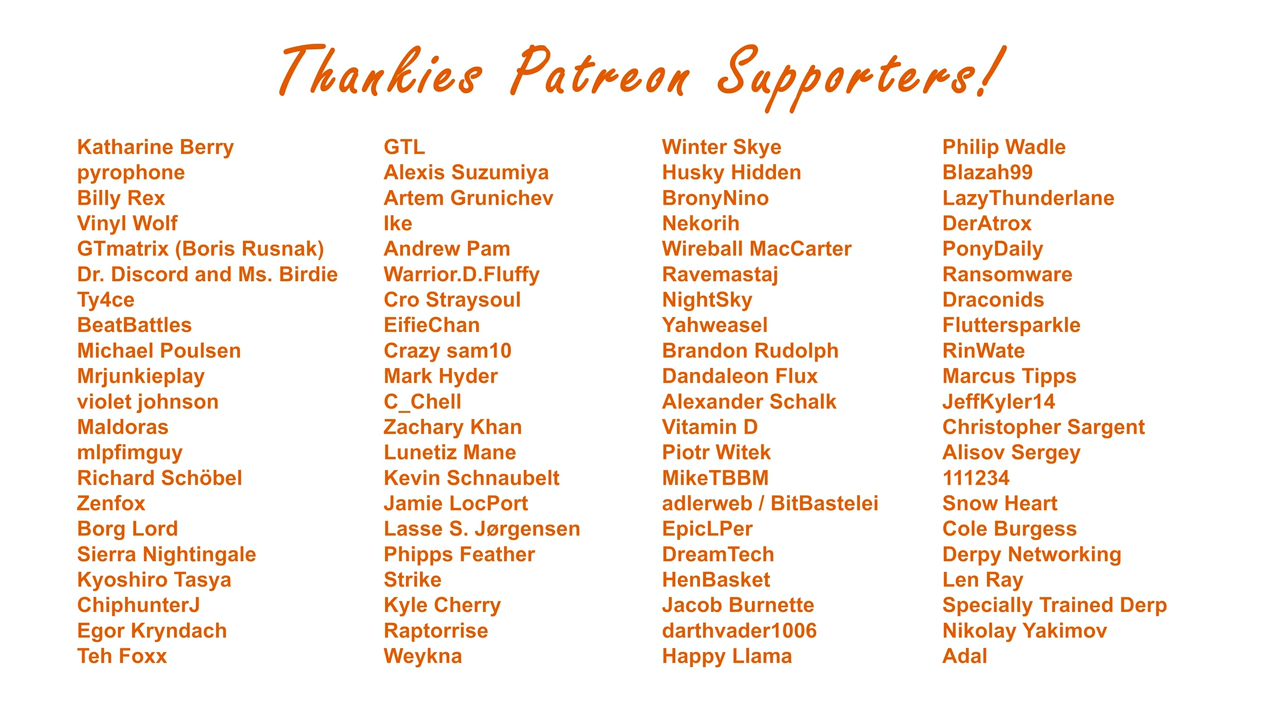 Thankies Patreon Supporters!
Katharine Berry
pyrophone
Billy Rex
Vinyl Wolf
GTmatrix (Boris Rusnak)
Dr. Discord and Ms. Birdie
Ty4ce
BeatBattles
Michael Poulsen
Mrjunkieplay
violet johnson
Maldoras
mlpfimguy
Richard Schöbel
Zenfox
Borg Lord
Sierra Nightingale
Kyoshiro Tasya
ChiphunterJ
Egor Kryndach
Teh Foxx
GTL
Alexis Suzumiya
Artem Grunichev
Ike
Andrew Pam
Warrior.D.Fluffy
Cro Straysoul
EifieChan
Crazy sam10
Mark Hyder
C_Chell
Zachary Khan
Lunetiz Mane
Kevin Schnaubelt
Jamie LocPort
Lasse S. Jørgensen
Phipps Feather
Strike
Kyle Cherry
Raptorrise
Weykna
Winter Skye
Husky Hidden
BronyNino
Nekorih
Wireball MacCarter
Ravemastaj
NightSky
Yahweasel
Brandon Rudolph
Dandaleon Flux
Alexander Schalk
Vitamin D
Piotr Witek
MikeTBBM
adlerweb / BitBastelei
EpicLPer
DreamTech
HenBasket
Jacob Burnette
darthvader1006
Happy Llama
Philip Wadle
Blazah99
LazyThunderlane
DerAtrox
PonyDaily
Ransomware
Draconids
Fluttersparkle
RinWate
Marcus Tipps
JeffKyler14
Christopher Sargent
Alisov Sergey
111234
Snow Heart
Cole Burgess
Derpy Networking
Len Ray
Specially Trained Derp
Nikolay Yakimov
Adal